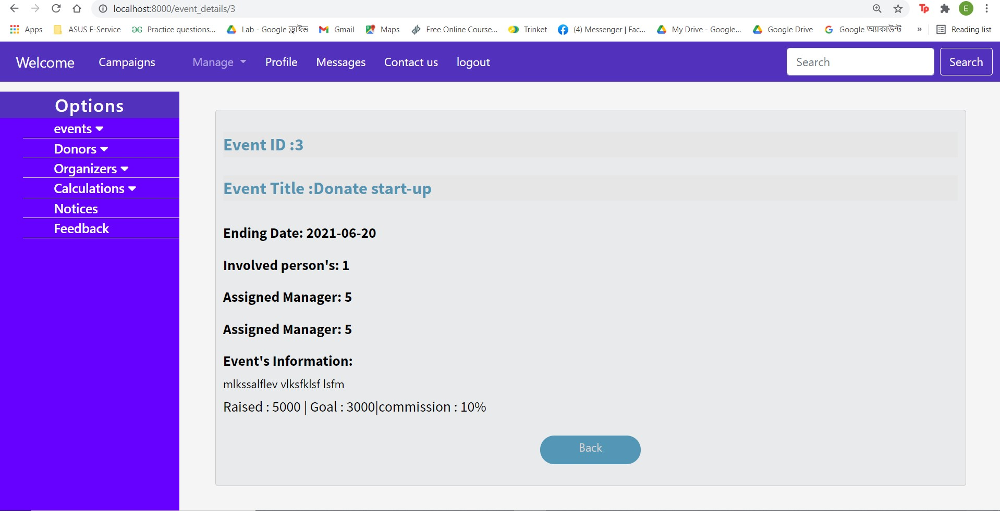 localhost:8000/event_details/3
Tp
E
Apps ASUS E-Service Practice questions... Lab - Google ড্রাইভ Gmail Maps Free Online Course... Trinket (4) Messenger | Fac... My Drive - Google... Google Drive Google অ্যাকাউন্ট » Reading list
Welcome Campaigns Manage Profile Messages Contact us logout Search Search
Options
events
Donors
Organizers
Calculations
Notices
Feedback
Event ID :3
Event Title :Donate start-up
Ending Date: 2021-06-20
Involved person's: 1
Assigned Manager: 5
Assigned Manager: 5
Event's Information:
mlkssalflev vlksfklsf lsfm
Raised : 5000 | Goal : 3000|commission : 10%
Back